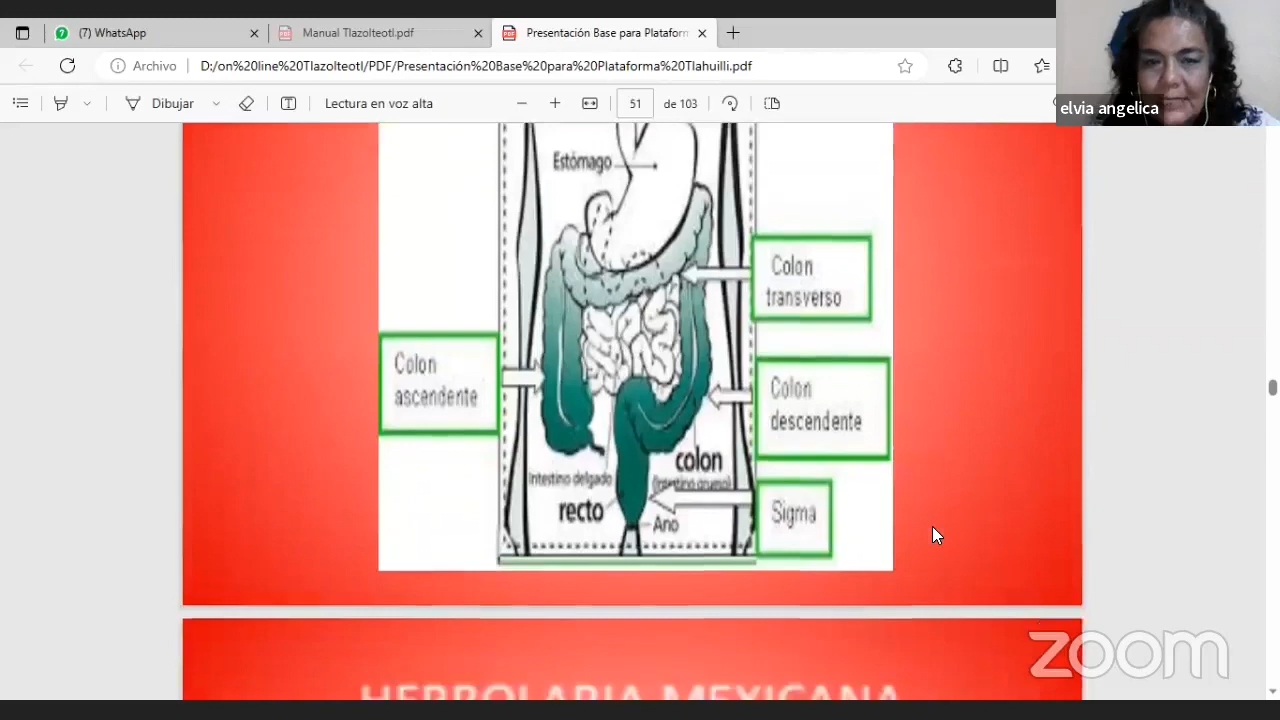 (7) WhatsApp
Manual Tlazolteotl.pdf
Presentación Base para Plataform
Archivo
D:/on%20line%20Tlazolteotl/PDF/Presentación%20Base%20para%20Plataforma%20Tlahuilli.pdf
Dibujar
Lectura en voz alta
51
de 103
elvia angelica
Estómago
Colon
transverso
Colon
ascendente
Colon
descendente
colon
Intestino delgado
(Intestino grueso)
recto
Ano
Sigma
zoom
HERBOLARIA MEXICANA